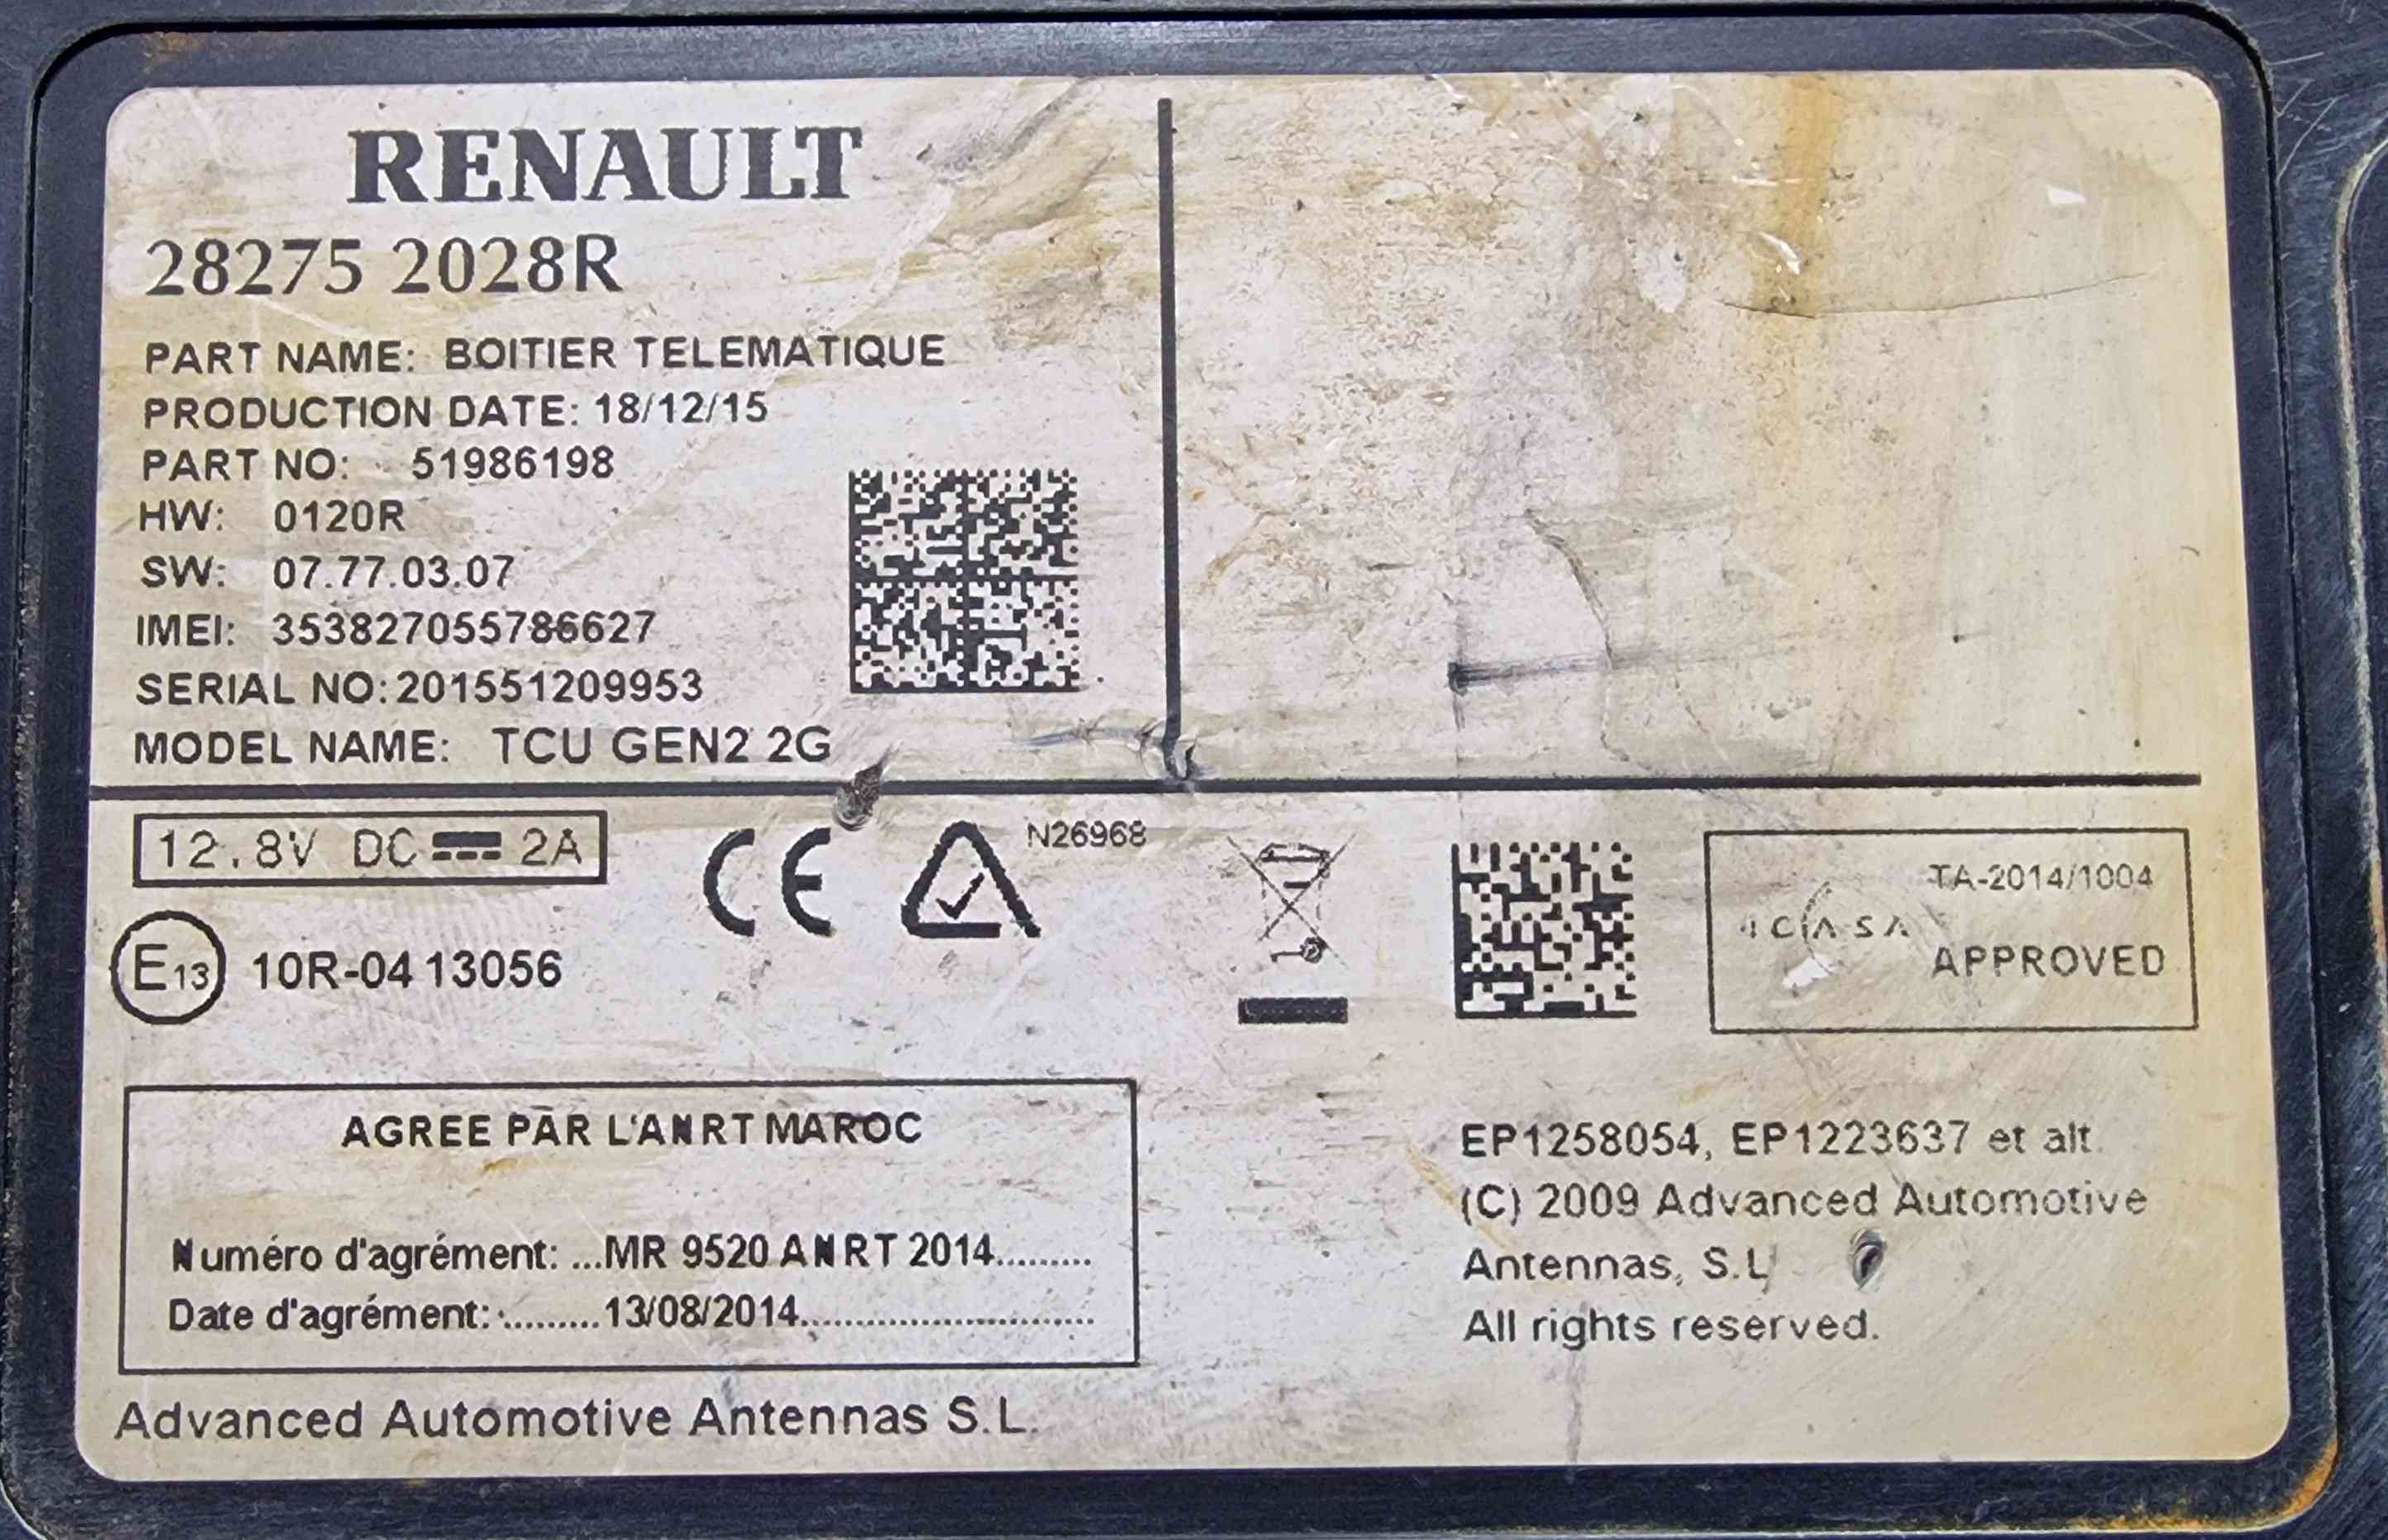 RENAULT
28275 2028R
PART NAME: BOITIER TELEMATIQUE
PRODUCTION DATE: 18/12/15
PART NO: 51986198
HW: 0120R
SW: 07.77.03.07
IMEI: 353827055786627
SERIAL NO: 201551209953
MODEL NAME: TCU GEN2 2G
12.8V DC 2A
CE
N26968
TA-2014/1004
ICASA
APPROVED
E13 10R-04 13056
AGREE PAR L'ANRT MAROC
Numéro d'agrément: ...MR 9520 ANRT 2014.........
Date d'agrément: .........13/08/2014.............................
EP1258054, EP1223637 et alt.
(C) 2009 Advanced Automotive
Antennas, S.L
All rights reserved.
Advanced Automotive Antennas S.L.